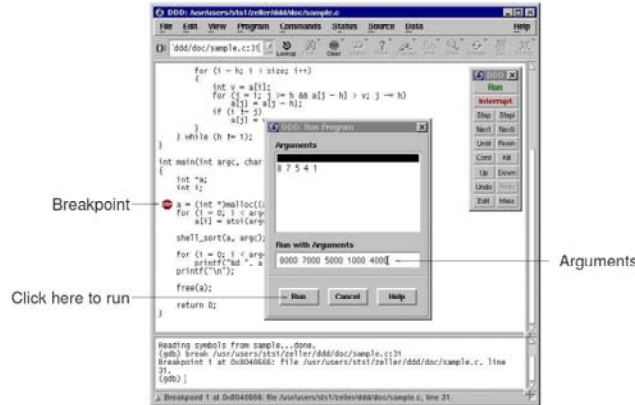 DDD: /usr/users/sts1/zeller/ddd/doc/sample.c
File Edit View Program Commands Status Source Data Help
(): ddd/doc/sample.c:31
Lookup Clear
for (i = h; i < size; i++)
{
int v = a[i];
for (j = i; j >= h && a[j - h] > v; j -= h)
a[j] = a[j - h];
if (i != j)
a[j] = v
}
} while (h != 1);
}
int main(int argc, char
{
int *a;
int i;
a = (int *)malloc((a
for (i = 0; i < argc
a[i] = atoi(argv
shell_sort(a, argc);
for (i = 0; i < argc
printf("%d ", a
printf("\n");
free(a);
return 0;
}
DDD
Run
Interrupt
Step Stepi
Next Nexti
Until Finish
Cont Kill
Up Down
Undo Redo
Edit Make
DDD: Run Program
Arguments
8 7 5 4 1
Run with Arguments
8000 7000 5000 1000 4000
Run Cancel Help
Breakpoint
Arguments
Click here to run
Reading symbols from sample...done.
(gdb) break /usr/users/sts1/zeller/ddd/doc/sample.c:31
Breakpoint 1 at 0x8048666: file /usr/users/sts1/zeller/ddd/doc/sample.c, line
31.
(gdb)
Breakpoint 1 at 0x8048666: file /usr/users/sts1/zeller/ddd/doc/sample.c, line 31.